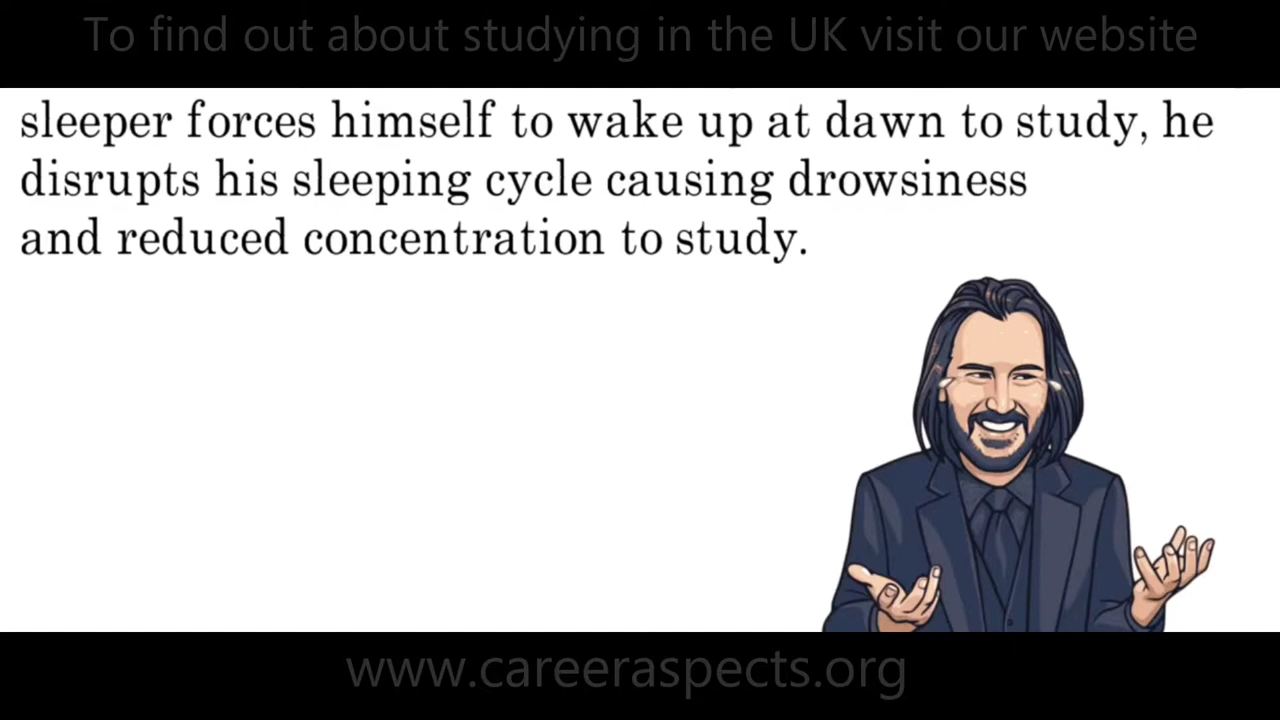 To find out about studying in the UK visit our website
sleeper forces himself to wake up at dawn to study, he
disrupts his sleeping cycle causing drowsiness
and reduced concentration to study.
www.careeraspects.org